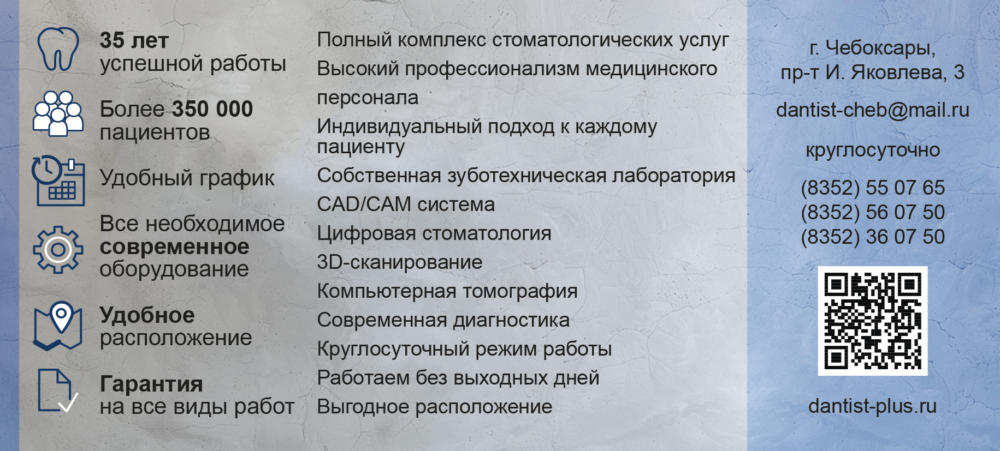 35 лет
успешной работы
Более 350 000
пациентов
Удобный график
Все необходимое
современное
оборудование
Удобное
расположение
Гарантия
на все виды работ
Полный комплекс стоматологических услуг
Высокий профессионализм медицинского
персонала
Индивидуальный подход к каждому
пациенту
Собственная зуботехническая лаборатория
CAD/CAM система
Цифровая стоматология
3D-сканирование
Компьютерная томография
Современная диагностика
Круглосуточный режим работы
Работаем без выходных дней
Выгодное расположение
г. Чебоксары,
пр-т И. Яковлева, 3
dantist-cheb@mail.ru
круглосуточно
(8352) 55 07 65
(8352) 56 07 50
(8352) 36 07 50
dantist-plus.ru